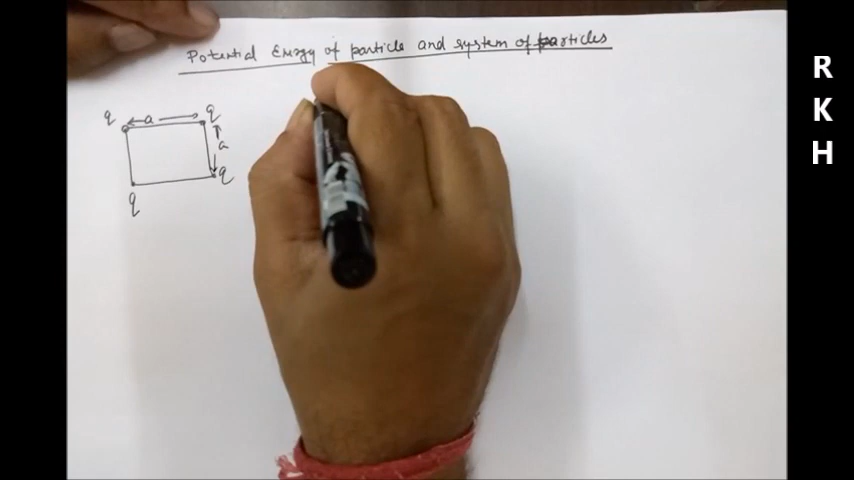 Potential Energy of particle and system of particles
q a q
a
q q
R
K
H